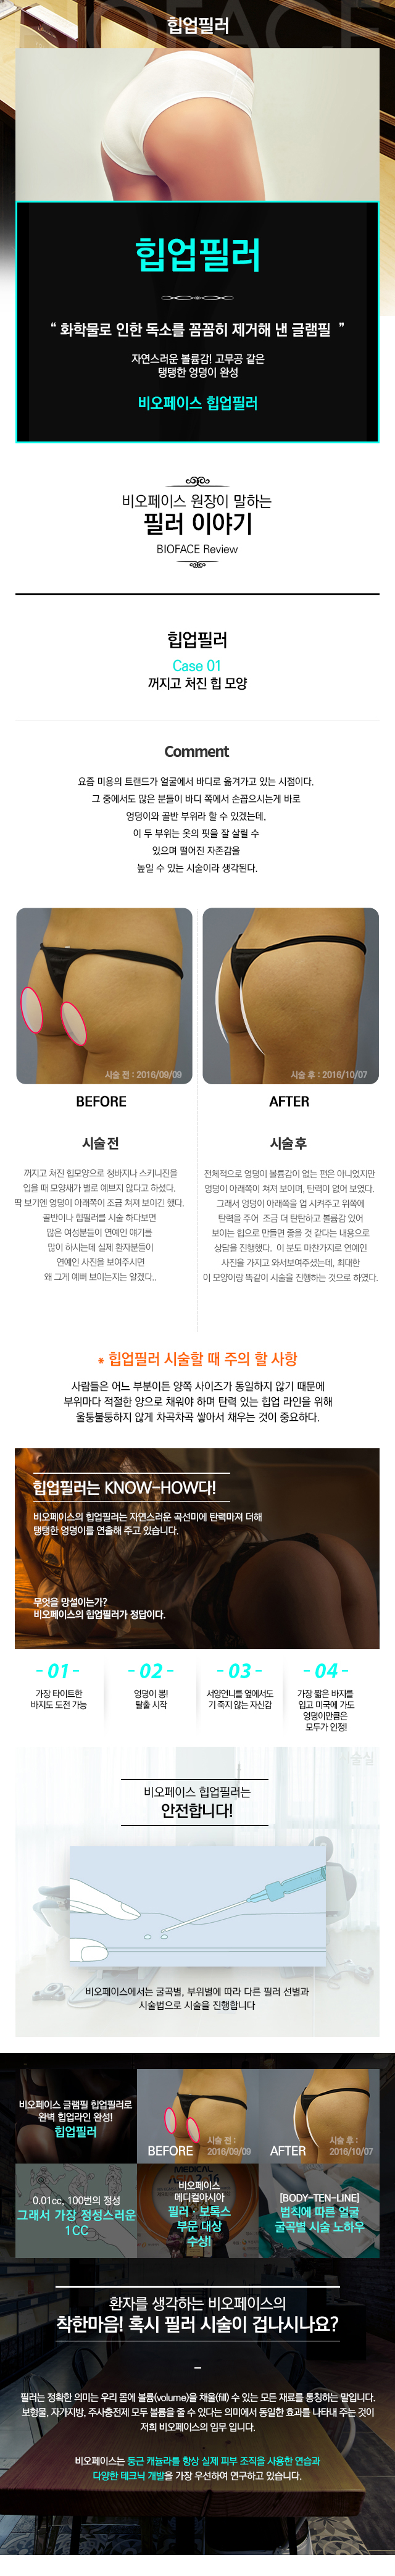 BIOFACE
힙업필러
힙업필러
“ 화학물로 인한 독소를 꼼꼼히 제거해 낸 글램필 ”
자연스러운 볼륨감! 고무공 같은
탱탱한 엉덩이 완성
비오페이스 힙업필러
비오페이스 원장이 말하는
필러 이야기
BIOFACE Review
힙업필러
Case 01
꺼지고 처진 힙 모양
Comment
요즘 미용의 트랜드가 얼굴에서 바디로 옮겨가고 있는 시점이다.
그 중에서도 많은 분들이 바디 쪽에서 손꼽으시는게 바로
엉덩이와 골반 부위라 할 수 있겠는데,
이 두 부위는 옷의 핏을 잘 살릴 수
있으며 떨어진 자존감을
높일 수 있는 시술이라 생각된다.
시술 전 : 2016/09/09
시술 후 : 2016/10/07
BEFORE
AFTER
시술전
꺼지고 쳐진 힙모양으로 청바지나 스키니진을
입을 때 모양새가 별로 예쁘지 않다고 하셨다.
딱 보기엔 엉덩이 아래쪽이 조금 쳐져 보이긴 했다.
골반이나 힙필러를 시술 하다보면
많은 여성분들이 연예인 얘기를
많이 하시는데 실제 환자분들이
연예인 사진을 보여주시면
왜 그게 예뻐 보이는지는 알겠다..
시술후
전체적으로 엉덩이 볼륨감이 없는 편은 아니었지만
엉덩이 아래쪽이 쳐져 보이며, 탄력이 없어 보였다.
그래서 엉덩이 아래쪽을 업 시켜주고 위쪽에
탄력을 주어 조금 더 탄탄하고 볼륨감 있어
보이는 힙으로 만들면 좋을 것 같다는 내용으로
상담을 진행했다. 이 분도 마찬가지로 연예인
사진을 가지고 와서보여주셨는데, 최대한
이 모양이랑 똑같이 시술을 진행하는 것으로 하였다.
* 힙업필러 시술할 때 주의 할 사항
사람들은 어느 부분이든 양쪽 사이즈가 동일하지 않기 때문에
부위마다 적절한 양으로 채워야 하며 탄력 있는 힙업 라인을 위해
울퉁불퉁하지 않게 차곡차곡 쌓아서 채우는 것이 중요하다.
힙업필러는 KNOW-HOW다!
비오페이스의 힙업필러는 자연스러운 곡선미에 탄력마저 더해
탱탱한 엉덩이를 연출해 주고 있습니다.
무엇을 망설이는가?
비오페이스의 힙업필러가 정답이다.
- 01 -
가장 타이트한
바지도 도전 가능
- 02 -
엉덩이 뽕!
탈출 시작
- 03 -
서양언니를 옆에서도
기 죽지 않는 자신감
- 04 -
가장 짧은 바지를
입고 미국에 가도
엉덩이만큼은
모두가 인정!
비오페이스 힙업필러는
안전합니다!
비오페이스에서는 굴곡별, 부위별에 따라 다른 필러 선별과
시술법으로 시술을 진행합니다
비오페이스 글램필 힙업필러로
완벽 힙업라인 완성!
힙업필러
BEFORE
시술 전 :
2016/09/09
AFTER
시술 후 :
2016/10/07
0.01cc, 100번의 정성
그래서 가장 정성스러운
1CC
비오페이스
메디컬아시아
필러 · 보톡스
부문 대상
수상!
[BODY-TEN-LINE]
법칙에 따른 얼굴
굴곡별 시술 노하우
환자를 생각하는 비오페이스의
착한마음! 혹시 필러 시술이 겁나시나요?
–
필러는 정확한 의미는 우리 몸에 볼륨(volume)을 채울(fill) 수 있는 모든 재료를 통칭하는 말입니다.
보형물, 자가지방, 주사충전제 모두 볼륨을 줄 수 있다는 의미에서 동일한 효과를 나타내 주는 것이
저희 비오페이스의 임무 입니다.
비오페이스는 둥근 캐뉼라를 항상 실제 피부 조직을 사용한 연습과
다양한 테크닉 개발을 가장 우선하여 연구하고 있습니다.